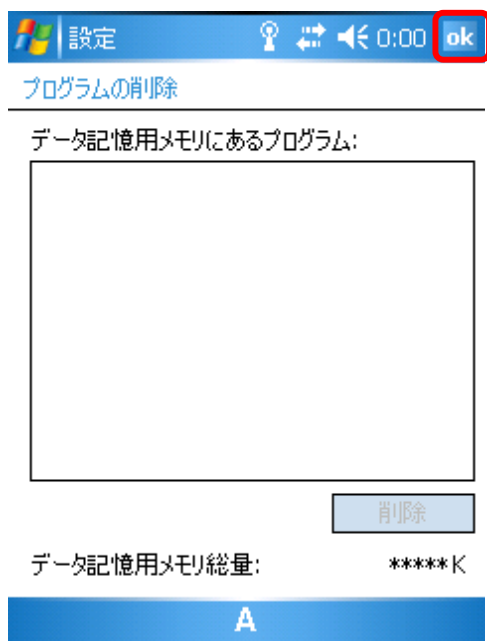 設定 0:00 ok
プログラムの削除
データ記憶用メモリにあるプログラム:
削除
データ記憶用メモリ総量: *****K
A